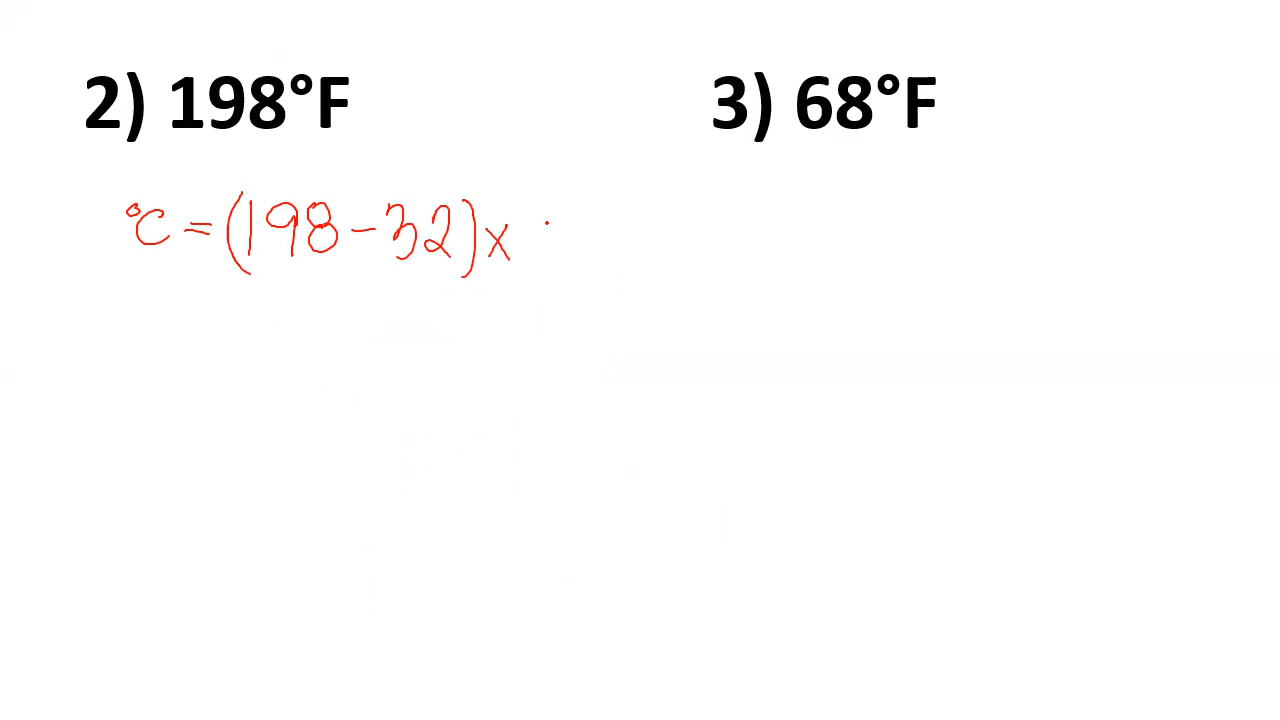 2) 198°F
3) 68°F
°C = (198 - 32) x